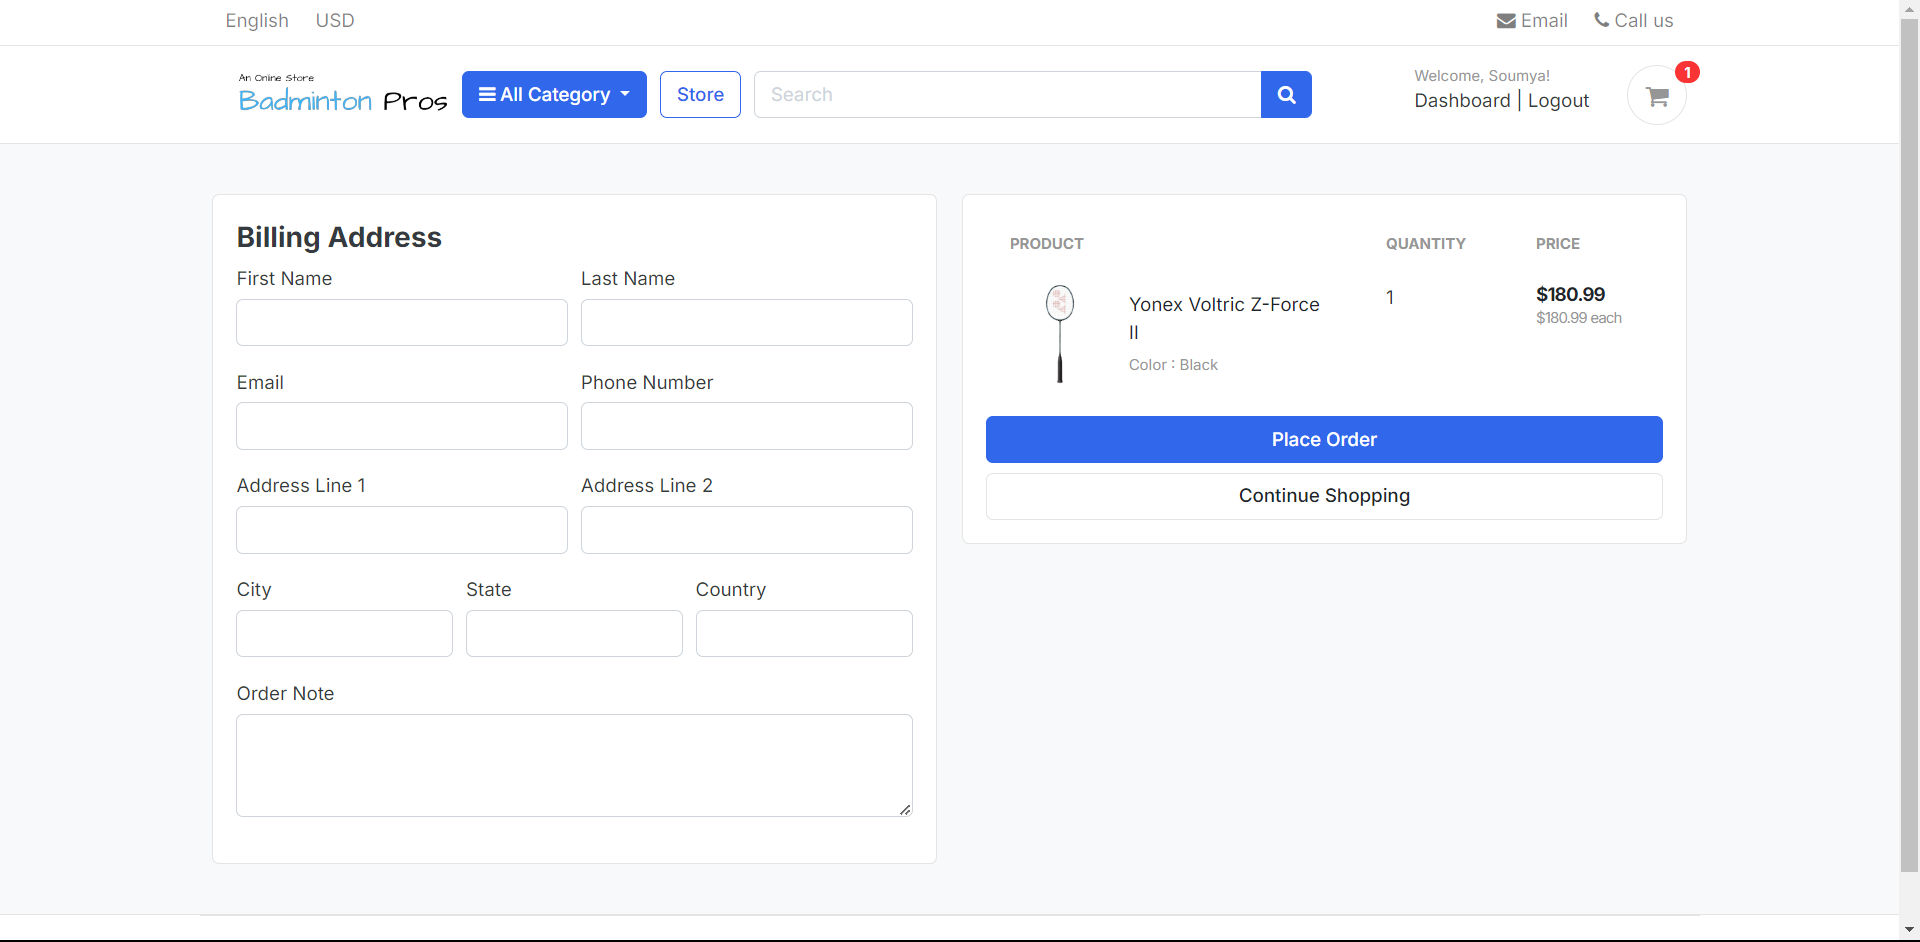 English USD
Email Call us
An Online Store
Badminton Pros
All Category
Store
Search
Welcome, Soumya!
Dashboard | Logout
1
Billing Address
First Name Last Name
Email Phone Number
Address Line 1 Address Line 2
City State Country
Order Note
PRODUCT QUANTITY PRICE
Yonex Voltric Z-Force
II
Color : Black
1
$180.99
$180.99 each
Place Order
Continue Shopping